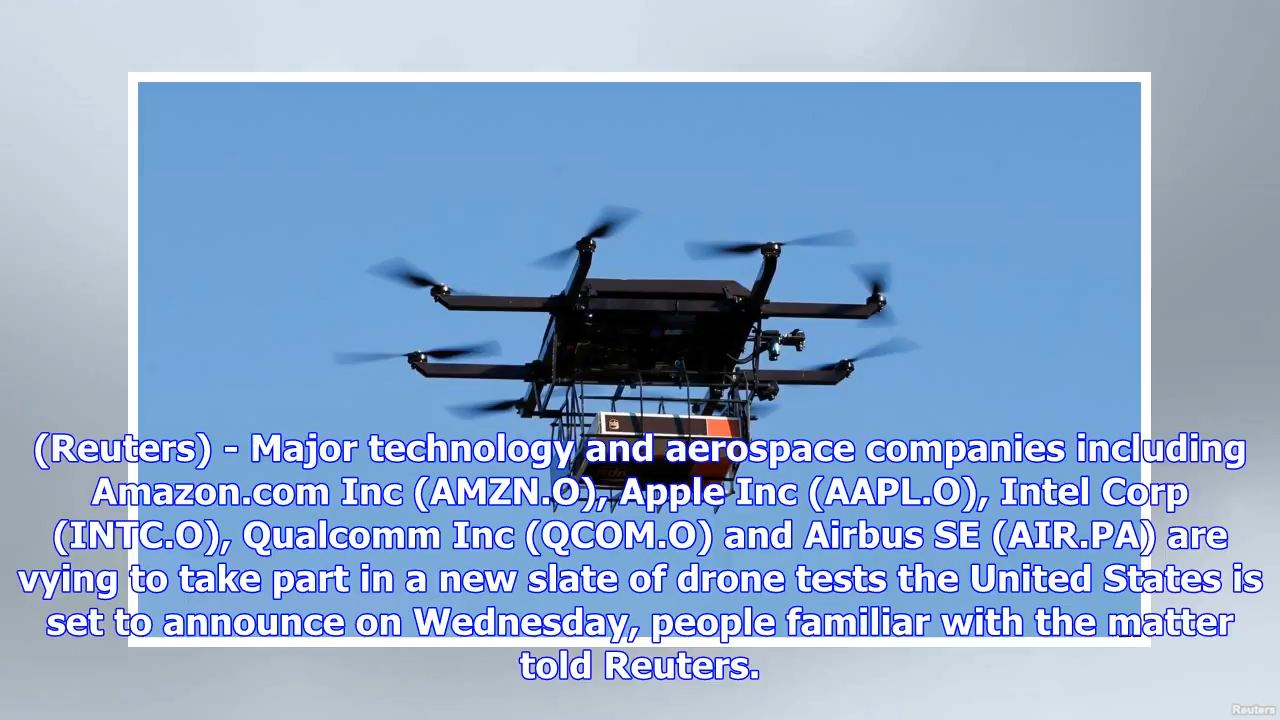 (Reuters) - Major technology and aerospace companies including
Amazon.com Inc (AMZN.O), Apple Inc (AAPL.O), Intel Corp
(INTC.O), Qualcomm Inc (QCOM.O) and Airbus SE (AIR.PA) are
vying to take part in a new slate of drone tests the United States is
set to announce on Wednesday, people familiar with the matter
told Reuters.
Reuters